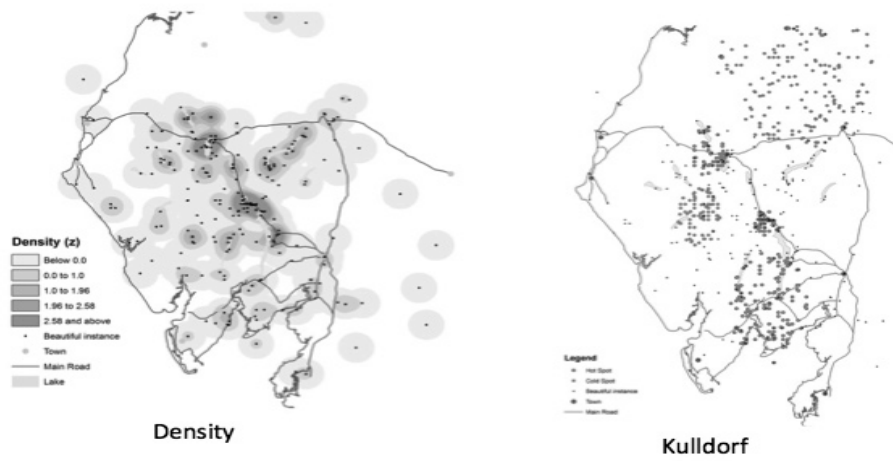 Density (z)
Below 0.0
0.0 to 1.0
1.0 to 1.96
1.96 to 2.58
2.58 and above
Beautiful instance
Town
Main Road
Lake
Density
Legend
Hot Spot
Cold Spot
Beautiful instance
Town
Main Road
Kulldorf